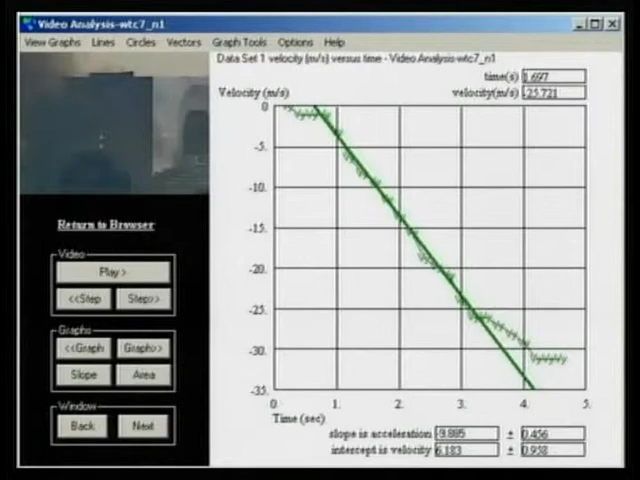 Video Analysis-wtc7_n1
View Graphs Lines Circles Vectors Graph Tools Options Help
Data Set 1 velocity (m/s) versus time - Video Analysis-wtc7_n1
time(s) 1.697
Velocity (m/s) velocity(m/s) -25.721
0
-5.
-10.
-15.
-20.
-25.
-30.
-35.
0. 1. 2. 3. 4. 5.
Time (sec)
slope is acceleration -9.885 ± 0.456
intercept is velocity 6.183 ± 0.958
Return to Browser
Video
Play>
<<Step Step>>
Graphs
<<Graph Graph>>
Slope Area
Window
Back Next